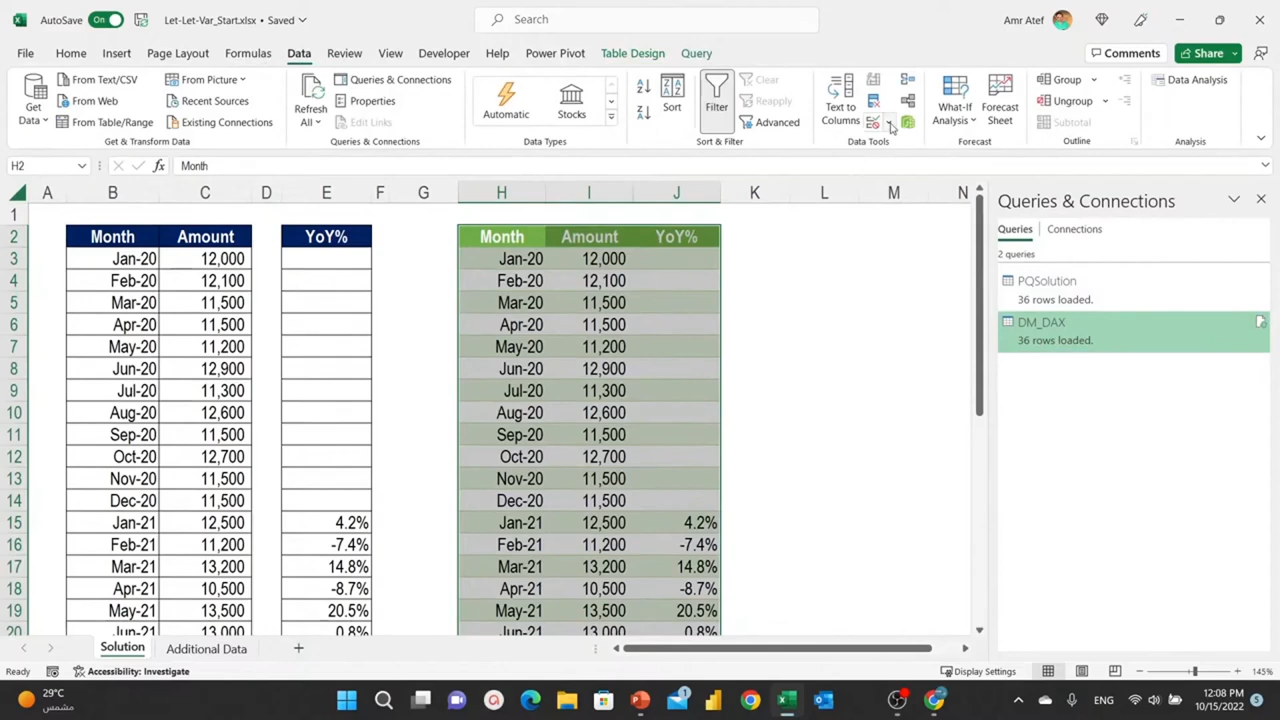 AutoSave On Let-Let-Var_Start.xlsx • Saved Search Amr Atef
File Home Insert Page Layout Formulas Data Review View Developer Help Power Pivot Table Design Query Comments Share
Get Data
From Text/CSV
From Web
From Table/Range
From Picture
Recent Sources
Existing Connections
Get & Transform Data
Refresh All
Queries & Connections
Properties
Edit Links
Queries & Connections
Automatic
Stocks
Data Types
Sort
Filter
Clear
Reapply
Advanced
Sort & Filter
Text to Columns
Data Tools
What-If Analysis
Forecast Sheet
Forecast
Group
Ungroup
Subtotal
Outline
Data Analysis
Analysis
H2 fx Month
A B C D E F G H I J K L M N
1
2 Month Amount YoY% Month Amount YoY%
3 Jan-20 12,000 Jan-20 12,000
4 Feb-20 12,100 Feb-20 12,100
5 Mar-20 11,500 Mar-20 11,500
6 Apr-20 11,500 Apr-20 11,500
7 May-20 11,200 May-20 11,200
8 Jun-20 12,900 Jun-20 12,900
9 Jul-20 11,300 Jul-20 11,300
10 Aug-20 12,600 Aug-20 12,600
11 Sep-20 11,500 Sep-20 11,500
12 Oct-20 12,700 Oct-20 12,700
13 Nov-20 11,500 Nov-20 11,500
14 Dec-20 11,500 Dec-20 11,500
15 Jan-21 12,500 4.2% Jan-21 12,500 4.2%
16 Feb-21 11,200 -7.4% Feb-21 11,200 -7.4%
17 Mar-21 13,200 14.8% Mar-21 13,200 14.8%
18 Apr-21 10,500 -8.7% Apr-21 10,500 -8.7%
19 May-21 13,500 20.5% May-21 13,500 20.5%
20 Jun-21 13,000 0.8% Jun-21 13,000 0.8%
Queries & Connections
Queries Connections
2 queries
PQSolution
36 rows loaded.
DM_DAX
36 rows loaded.
Solution Additional Data
Ready Accessibility: Investigate Display Settings 145%
29°C
مشمس
1
ENG
12:08 PM
10/15/2022